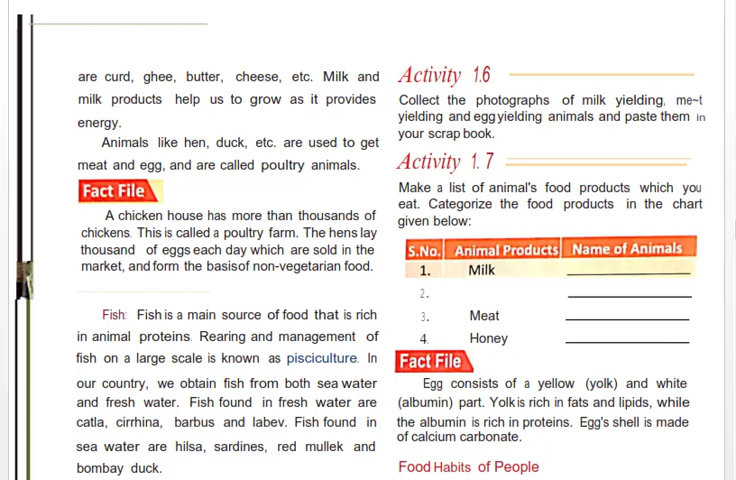 are curd, ghee, butter, cheese, etc. Milk and
milk products help us to grow as it provides
energy.
Animals like hen, duck, etc. are used to get
meat and egg, and are called poultry animals.
Fact File
A chicken house has more than thousands of
chickens. This is called a poultry farm. The hens lay
thousand of eggs each day which are sold in the
market, and form the basis of non-vegetarian food.
Fish: Fish is a main source of food that is rich
in animal proteins. Rearing and management of
fish on a large scale is known as pisciculture. In
our country, we obtain fish from both sea water
and fresh water. Fish found in fresh water are
catla, cirrhina, barbus and labev. Fish found in
sea water are hilsa, sardines, red mullek and
bombay duck.
Activity 1.6
Collect the photographs of milk yielding, me~t
yielding and egg yielding animals and paste them in
your scrap book.
Activity 1. 7
Make a list of animal's food products which you
eat. Categorize the food products in the chart
given below:
S.No. Animal Products Name of Animals
1. Milk
2.
3. Meat
4. Honey
Fact File
Egg consists of a yellow (yolk) and white
(albumin) part. Yolk is rich in fats and lipids, while
the albumin is rich in proteins. Egg's shell is made
of calcium carbonate.
Food Habits of People